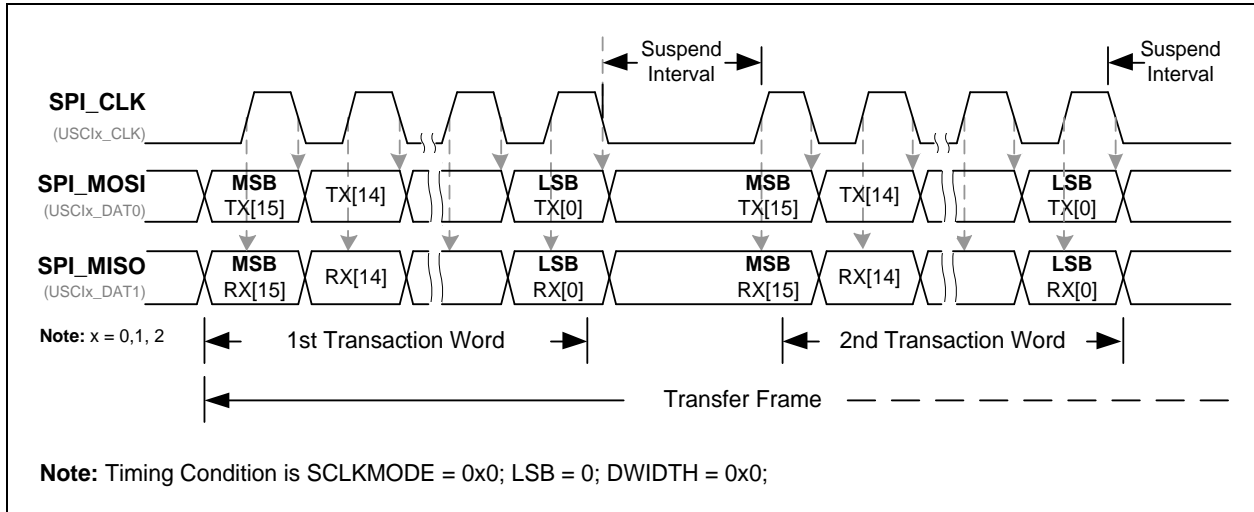 Suspend
Interval
Suspend
Interval
SPI_CLK
(USCIx_CLK)
SPI_MOSI
(USCIx_DAT0)
MSB
TX[15]
TX[14]
LSB
TX[0]
MSB
TX[15]
TX[14]
LSB
TX[0]
SPI_MISO
(USCIx_DAT1)
MSB
RX[15]
RX[14]
LSB
RX[0]
MSB
RX[15]
RX[14]
LSB
RX[0]
Note: x = 0,1, 2
1st Transaction Word
2nd Transaction Word
Transfer Frame
Note: Timing Condition is SCLKMODE = 0x0; LSB = 0; DWIDTH = 0x0;